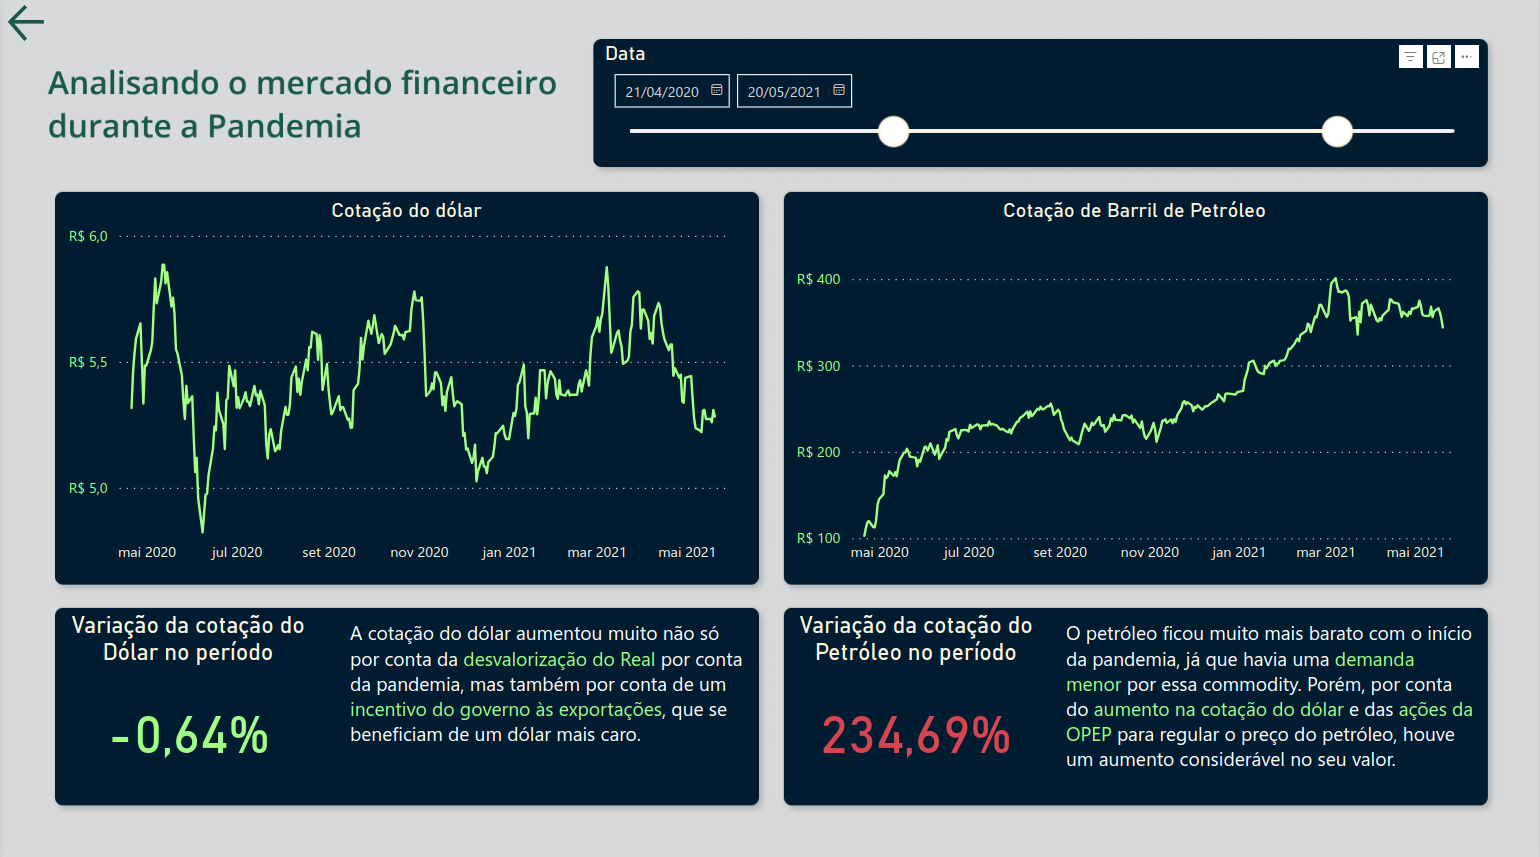 Analisando o mercado financeiro
durante a Pandemia
Data
21/04/2020
20/05/2021
Cotação do dólar
R$ 6,0
R$ 5,5
R$ 5,0
mai 2020
jul 2020
set 2020
nov 2020
jan 2021
mar 2021
mai 2021
Cotação de Barril de Petróleo
R$ 400
R$ 300
R$ 200
R$ 100
mai 2020
jul 2020
set 2020
nov 2020
jan 2021
mar 2021
mai 2021
Variação da cotação do
Dólar no período
-0,64%
A cotação do dólar aumentou muito não só
por conta da desvalorização do Real por conta
da pandemia, mas também por conta de um
incentivo do governo às exportações, que se
beneficiam de um dólar mais caro.
Variação da cotação do
Petróleo no período
234,69%
O petróleo ficou muito mais barato com o início
da pandemia, já que havia uma demanda
menor por essa commodity. Porém, por conta
do aumento na cotação do dólar e das ações da
OPEP para regular o preço do petróleo, houve
um aumento considerável no seu valor.